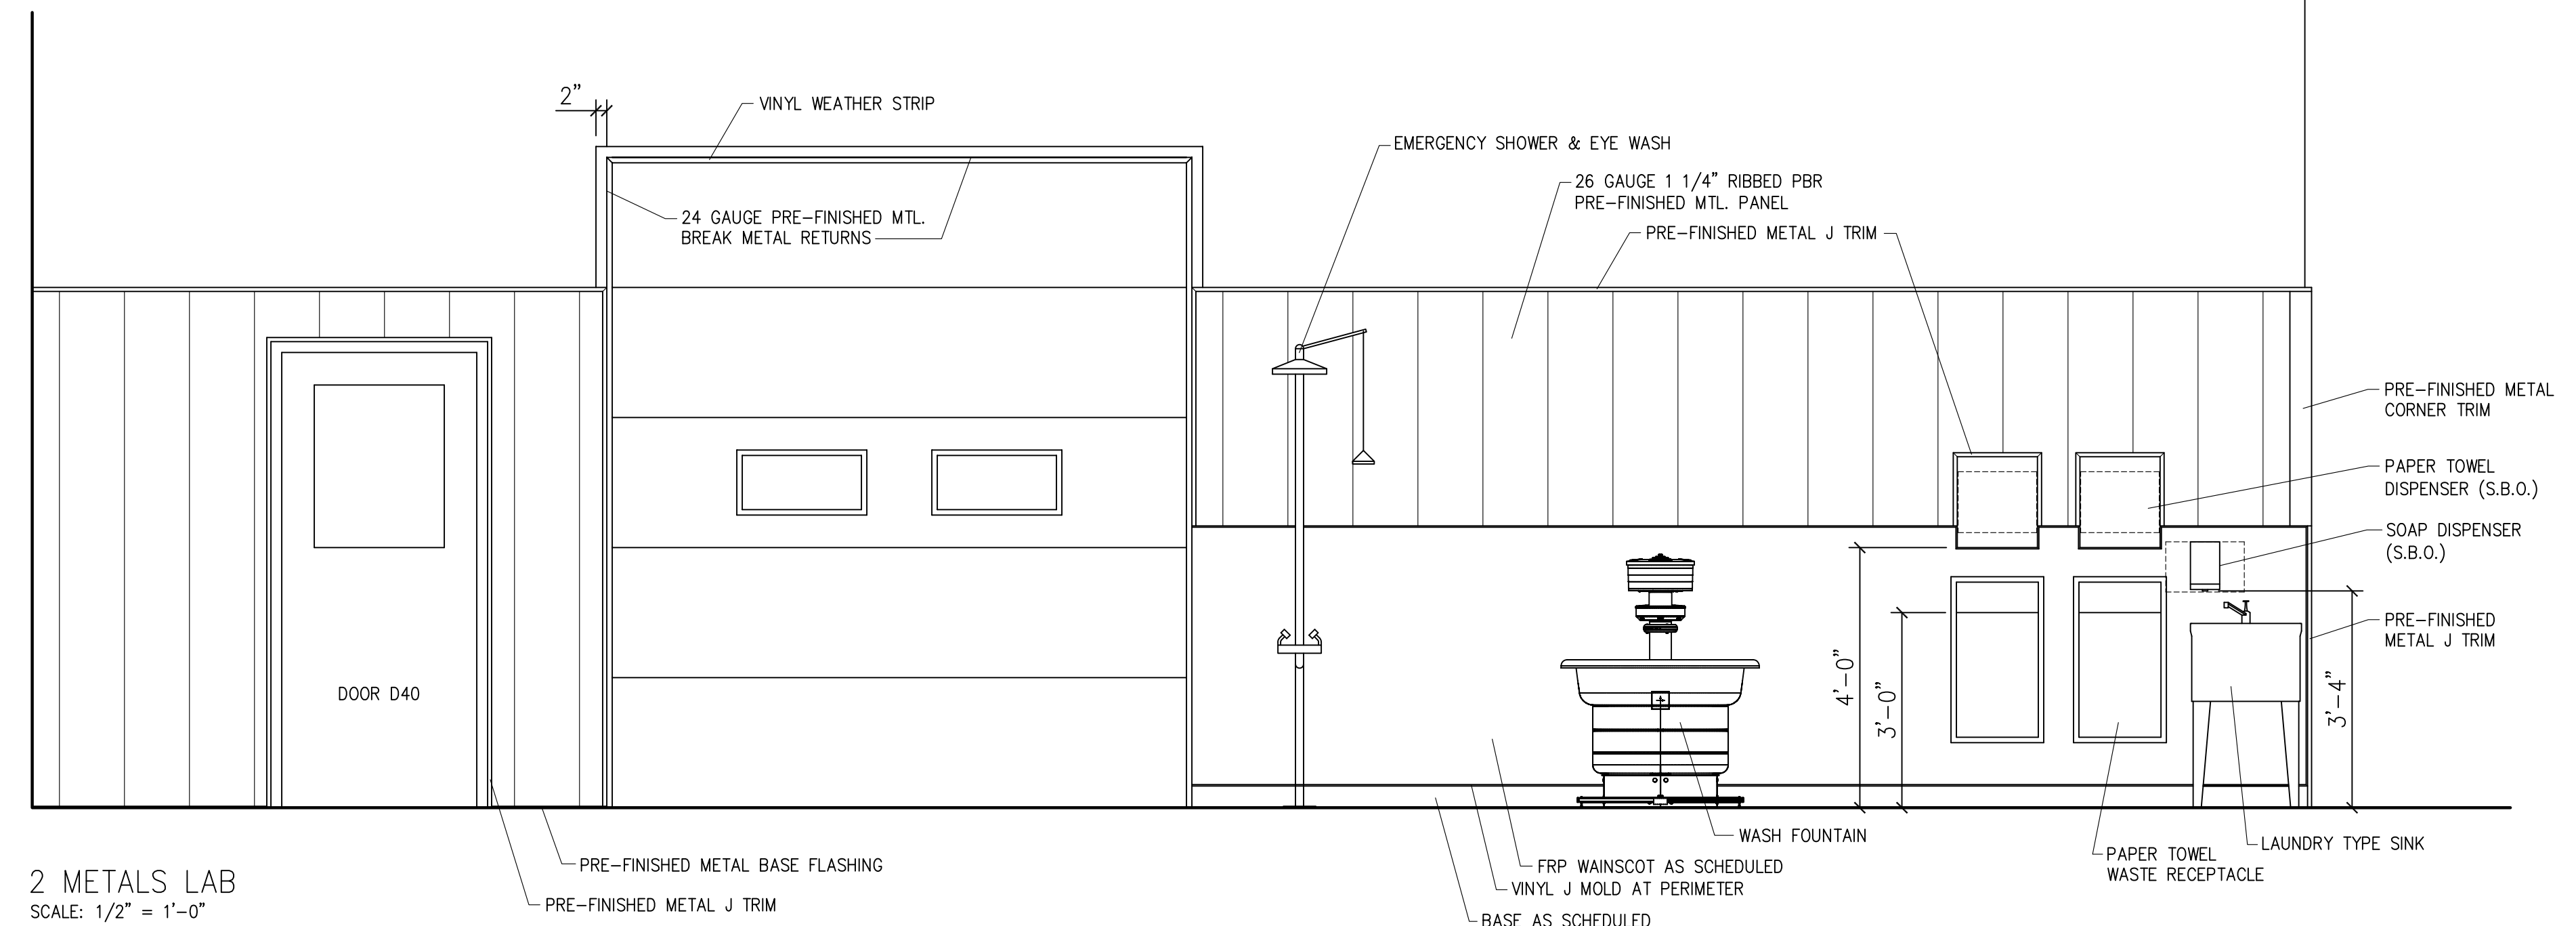 2”
VINYL WEATHER STRIP
EMERGENCY SHOWER & EYE WASH
26 GAUGE 1 1/4” RIBBED PBR
PRE–FINISHED MTL. PANEL
24 GAUGE PRE–FINISHED MTL.
BREAK METAL RETURNS
PRE–FINISHED METAL J TRIM
PRE–FINISHED METAL
CORNER TRIM
PAPER TOWEL
DISPENSER (S.B.O.)
SOAP DISPENSER
(S.B.O.)
PRE–FINISHED
METAL J TRIM
DOOR D40
4’–0”
3’–0”
3’–4”
WASH FOUNTAIN
LAUNDRY TYPE SINK
PAPER TOWEL
WASTE RECEPTACLE
PRE–FINISHED METAL BASE FLASHING
FRP WAINSCOT AS SCHEDULED
VINYL J MOLD AT PERIMETER
PRE–FINISHED METAL J TRIM
BASE AS SCHEDULED
2 METALS LAB
SCALE: 1/2” = 1’–0”